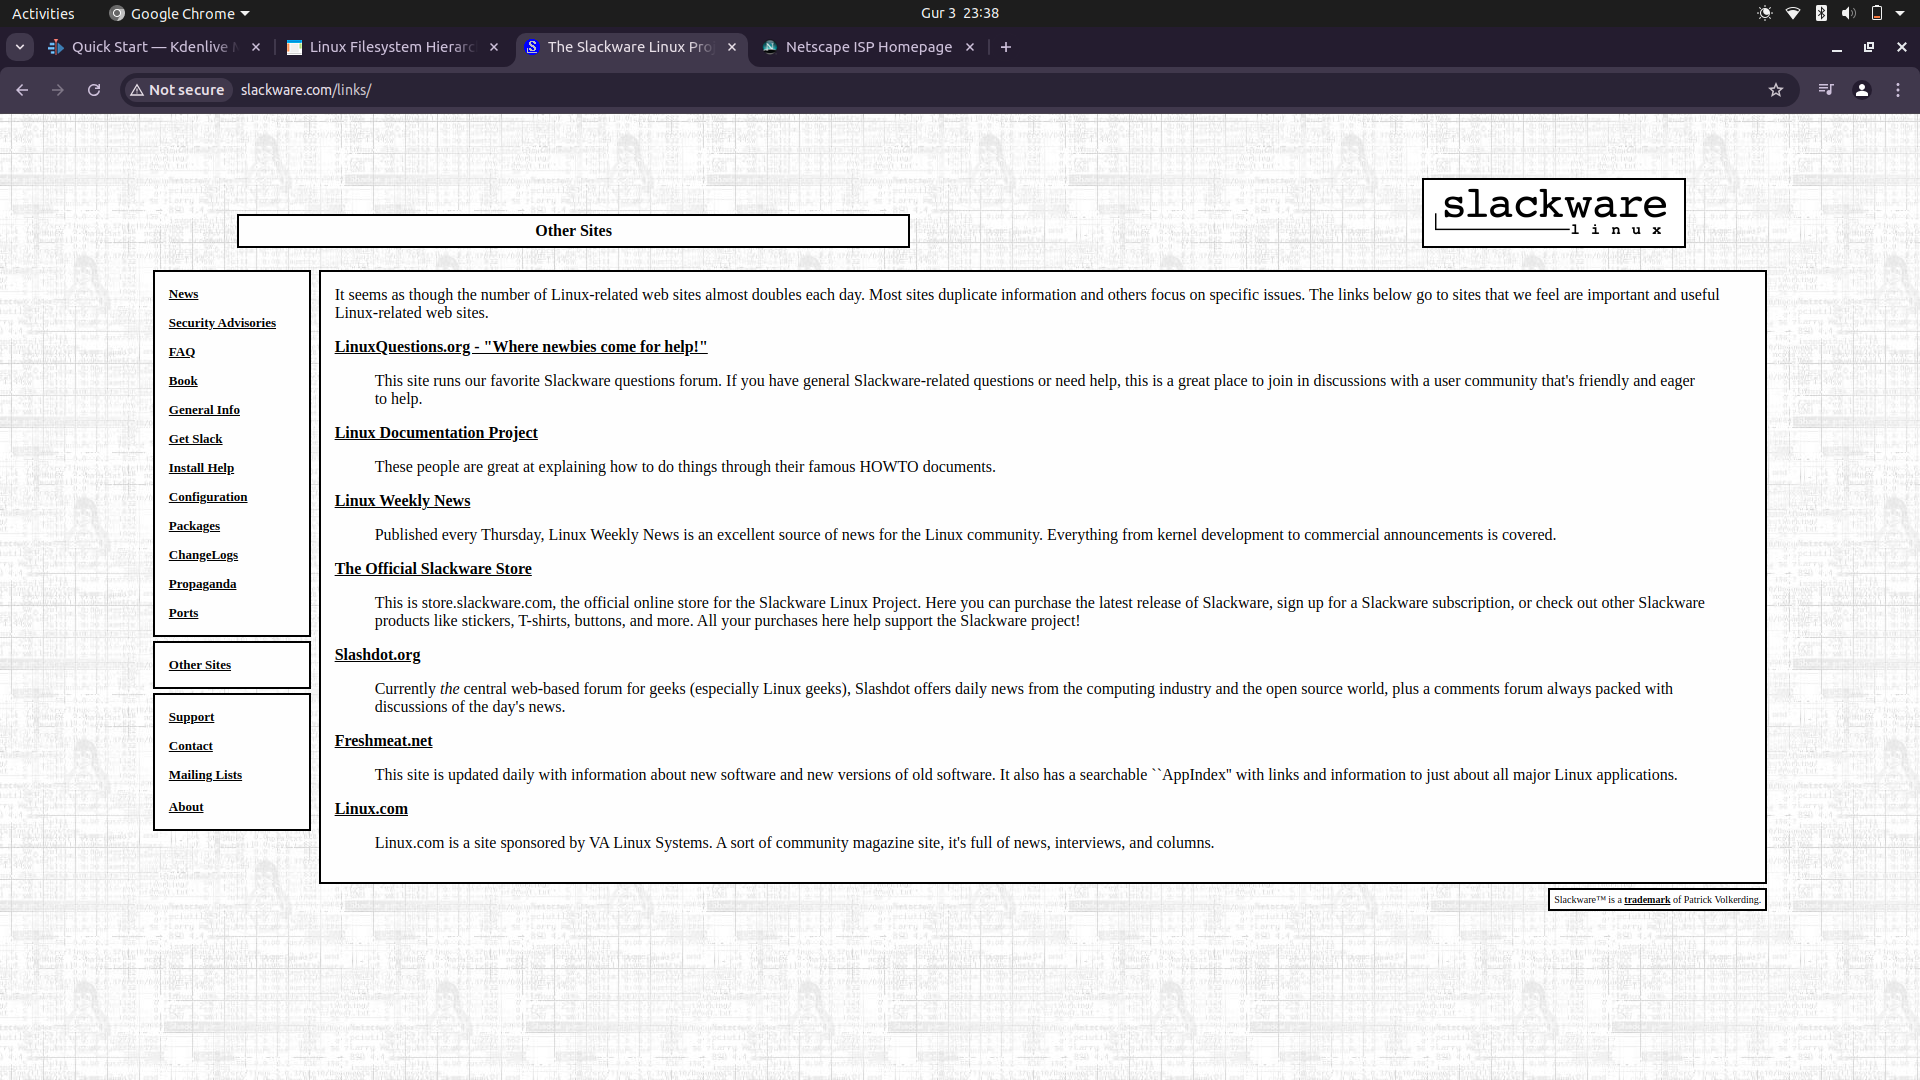 Activities
Google Chrome
Gur 3 23:38
Quick Start — Kdenlive
Linux Filesystem Hierarc
The Slackware Linux Pro
Netscape ISP Homepage
Not secure
slackware.com/links/
slackware
linux
Other Sites
News
Security Advisories
FAQ
Book
General Info
Get Slack
Install Help
Configuration
Packages
ChangeLogs
Propaganda
Ports
Other Sites
Support
Contact
Mailing Lists
About
It seems as though the number of Linux-related web sites almost doubles each day. Most sites duplicate information and others focus on specific issues. The links below go to sites that we feel are important and useful
Linux-related web sites.
LinuxQuestions.org - "Where newbies come for help!"
This site runs our favorite Slackware questions forum. If you have general Slackware-related questions or need help, this is a great place to join in discussions with a user community that's friendly and eager
to help.
Linux Documentation Project
These people are great at explaining how to do things through their famous HOWTO documents.
Linux Weekly News
Published every Thursday, Linux Weekly News is an excellent source of news for the Linux community. Everything from kernel development to commercial announcements is covered.
The Official Slackware Store
This is store.slackware.com, the official online store for the Slackware Linux Project. Here you can purchase the latest release of Slackware, sign up for a Slackware subscription, or check out other Slackware
products like stickers, T-shirts, buttons, and more. All your purchases here help support the Slackware project!
Slashdot.org
Currently the central web-based forum for geeks (especially Linux geeks), Slashdot offers daily news from the computing industry and the open source world, plus a comments forum always packed with
discussions of the day's news.
Freshmeat.net
This site is updated daily with information about new software and new versions of old software. It also has a searchable ``AppIndex'' with links and information to just about all major Linux applications.
Linux.com
Linux.com is a site sponsored by VA Linux Systems. A sort of community magazine site, it's full of news, interviews, and columns.
Slackware™ is a trademark of Patrick Volkerding.